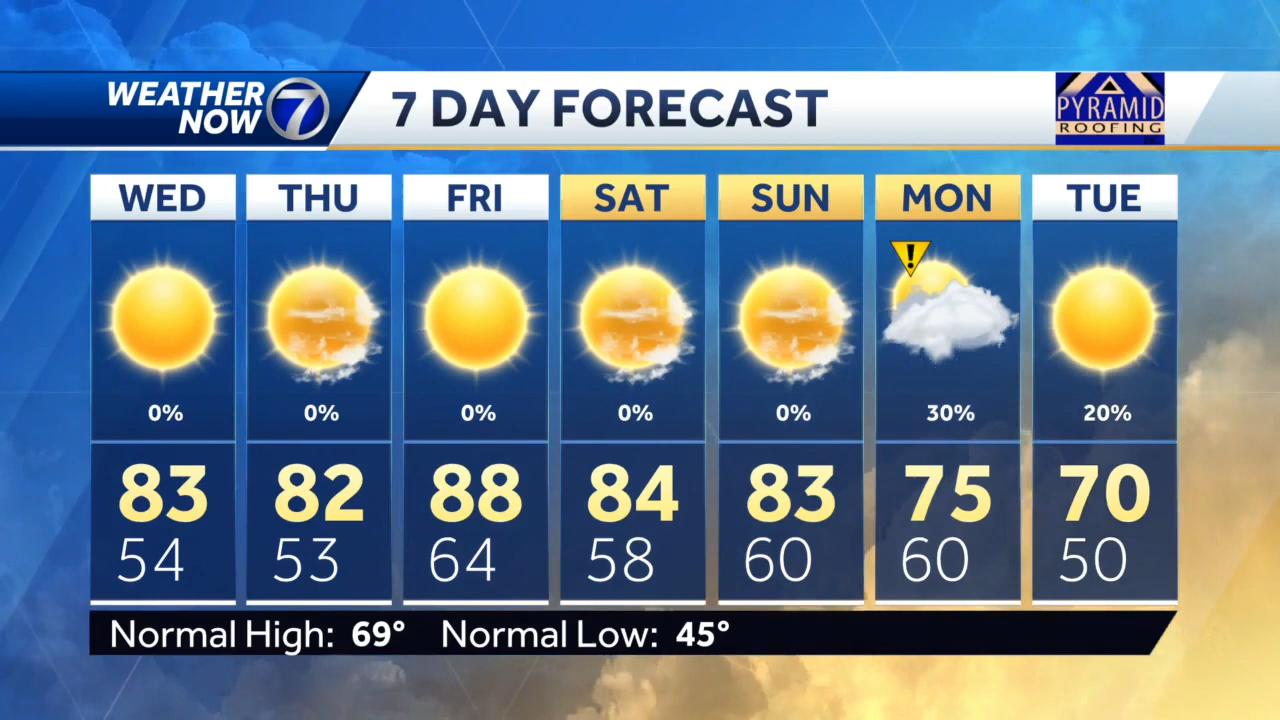 WEATHER
NOW 7
7 DAY FORECAST
PYRAMID
ROOFING
WED THU FRI SAT SUN MON TUE
!
0% 0% 0% 0% 0% 30% 20%
83 82 88 84 83 75 70
54 53 64 58 60 60 50
Normal High: 69° Normal Low: 45°